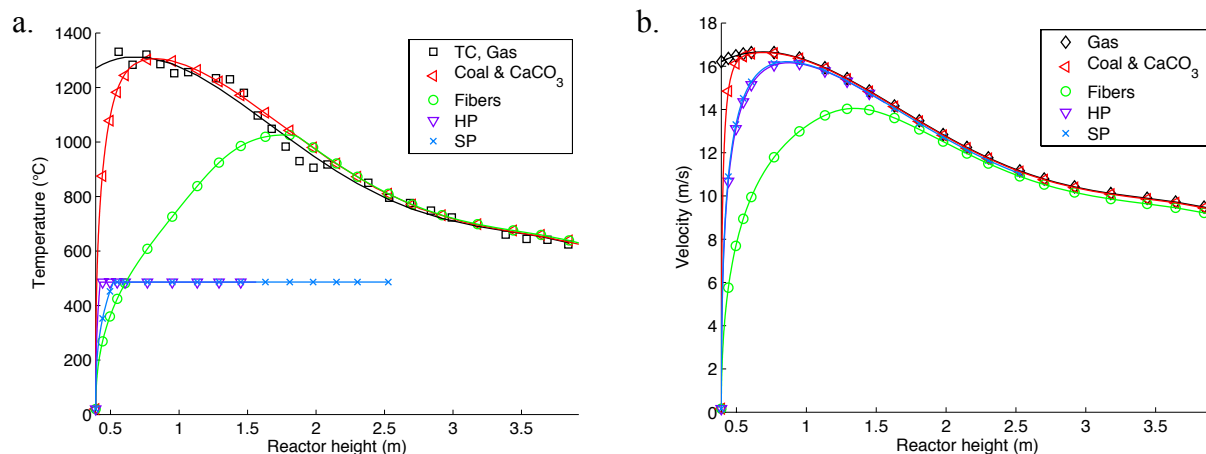 a.
1400
1200
1000
800
600
400
200
0
Temperature (°C)
0.5 1 1.5 2 2.5 3 3.5
Reactor height (m)
TC, Gas
Coal & CaCO₃
Fibers
HP
SP
b.
18
16
14
12
10
8
6
4
2
0
Velocity (m/s)
0.5 1 1.5 2 2.5 3 3.5
Reactor height (m)
Gas
Coal & CaCO₃
Fibers
HP
SP